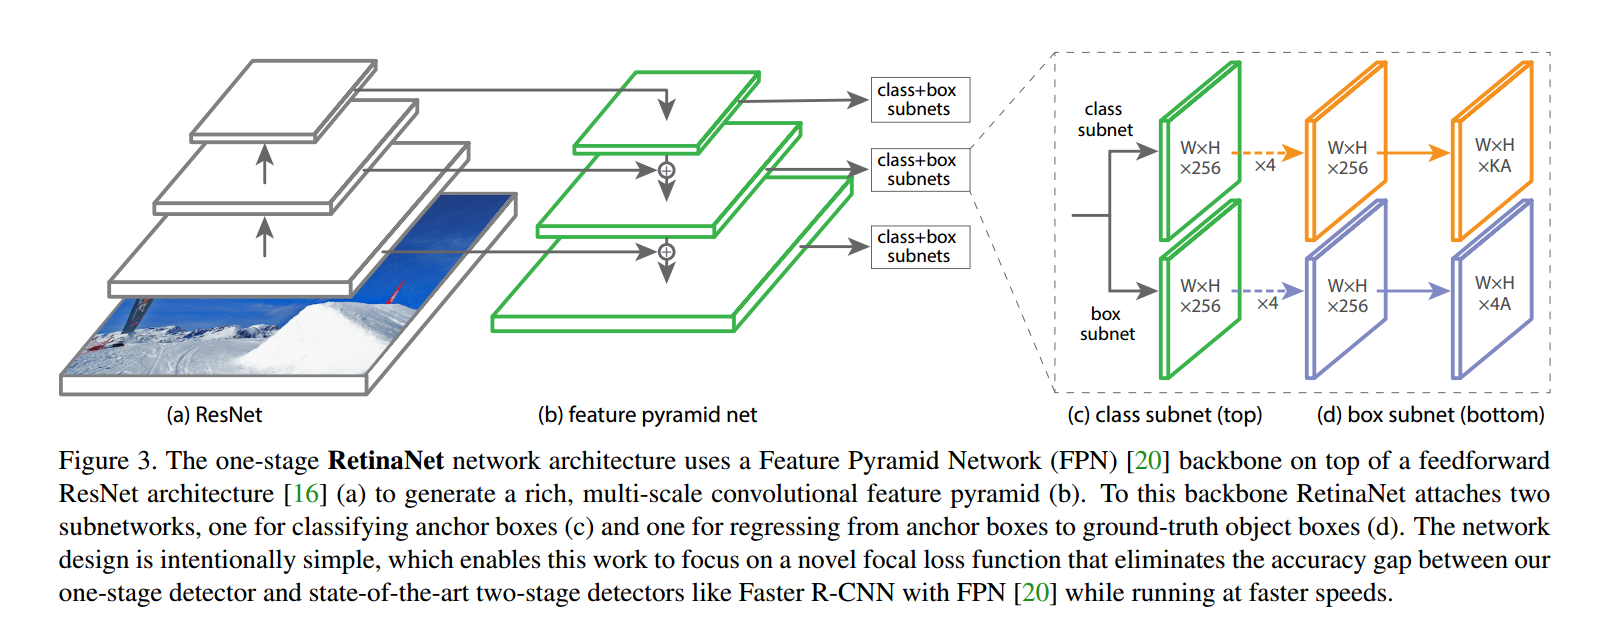 class+box
subnets
class+box
subnets
class+box
subnets
class
subnet
W×H
×256
×4
W×H
×256
W×H
×KA
box
subnet
W×H
×256
×4
W×H
×256
W×H
×4A
(a) ResNet
(b) feature pyramid net
(c) class subnet (top)
(d) box subnet (bottom)
Figure 3. The one-stage RetinaNet network architecture uses a Feature Pyramid Network (FPN) [20] backbone on top of a feedforward
ResNet architecture [16] (a) to generate a rich, multi-scale convolutional feature pyramid (b). To this backbone RetinaNet attaches two
subnetworks, one for classifying anchor boxes (c) and one for regressing from anchor boxes to ground-truth object boxes (d). The network
design is intentionally simple, which enables this work to focus on a novel focal loss function that eliminates the accuracy gap between our
one-stage detector and state-of-the-art two-stage detectors like Faster R-CNN with FPN [20] while running at faster speeds.